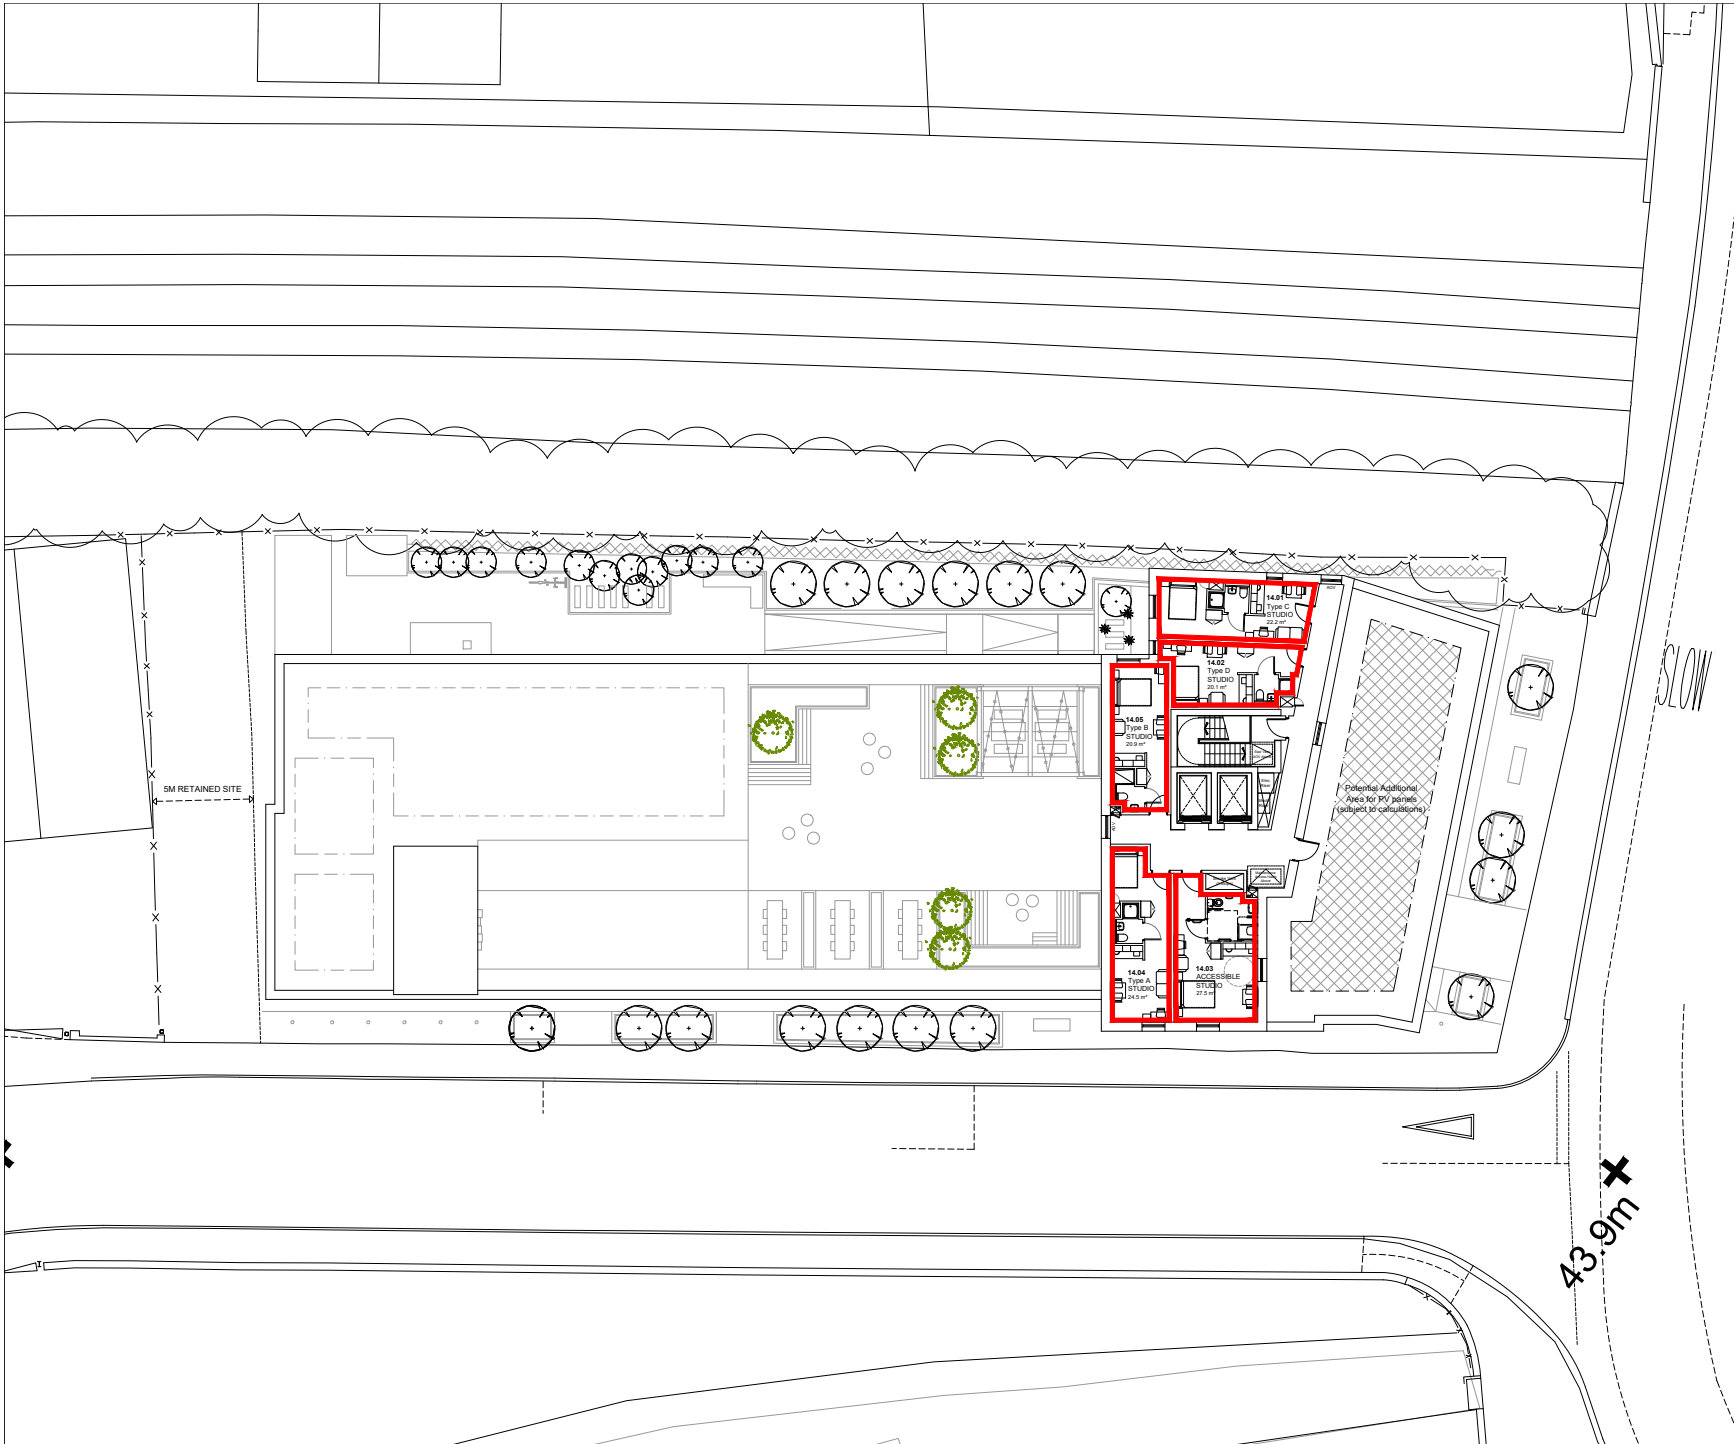 14.01
Type C
STUDIO
22.2 m²
AOV
14.02
Type D
STUDIO
20.1 m²
SLOW
14.05
Type B
STUDIO
20.9 m²
5M RETAINED SITE
Potential Additional
Area for PV panels
(subject to calculations)
AOV
14.04
Type A
STUDIO
24.5 m²
14.03
ACCESSIBLE
STUDIO
27.5 m²
43.9m